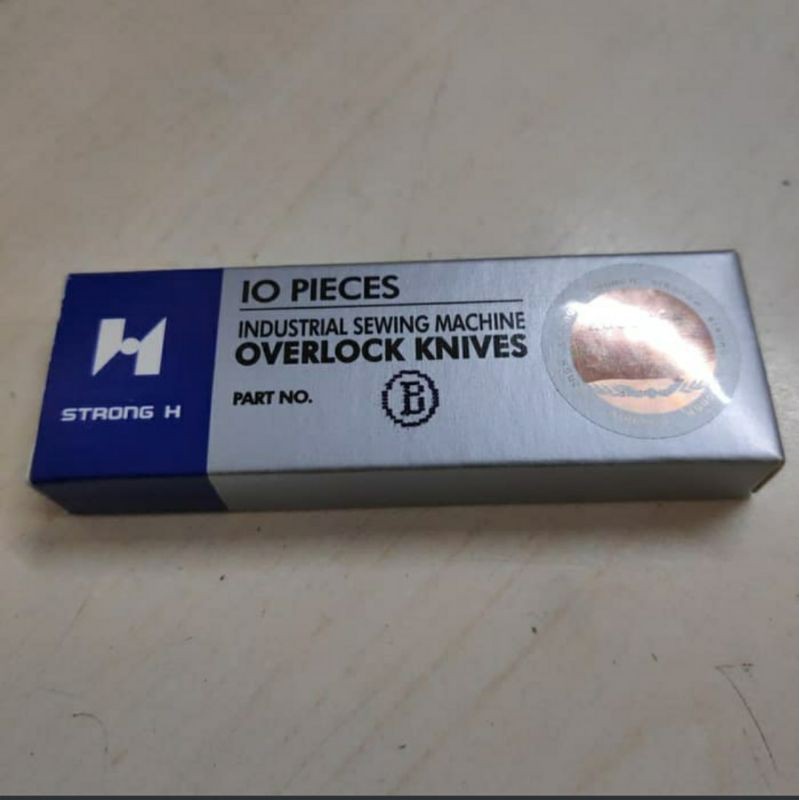 STRONG H
10 PIECES
INDUSTRIAL SEWING MACHINE
OVERLOCK KNIVES
PART NO.
B